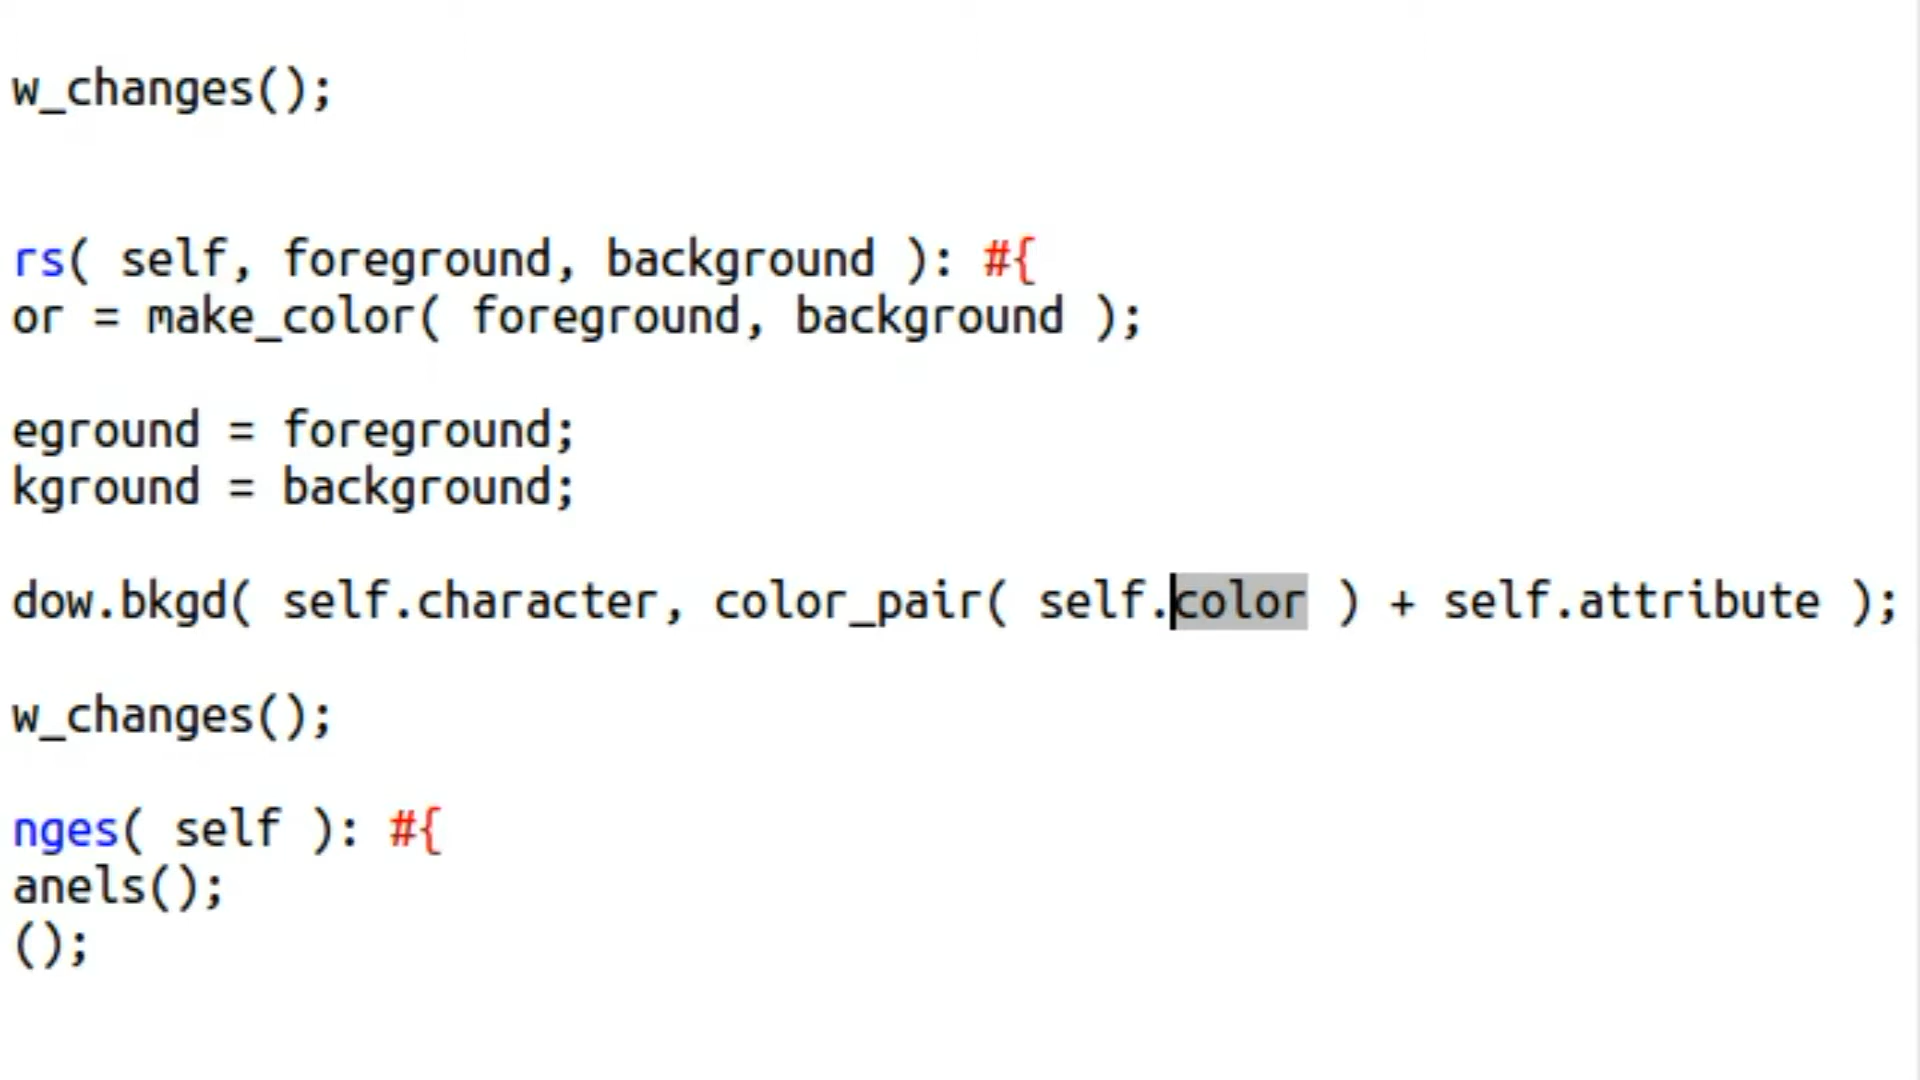 w_changes();
rs( self, foreground, background ): #{
or = make_color( foreground, background );
eground = foreground;
kground = background;
dow.bkgd( self.character, color_pair( self.color ) + self.attribute );
w_changes();
nges( self ): #{
anels();
();